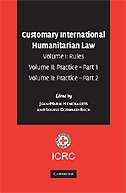 Customary International
Humanitarian Law
Volume I: Rules
Volume II: Practice – Part 1
Volume II: Practice – Part 2
Edited by
Jean-Marie Henckaerts
and Louise Doswald-Beck
ICRC
CAMBRIDGE